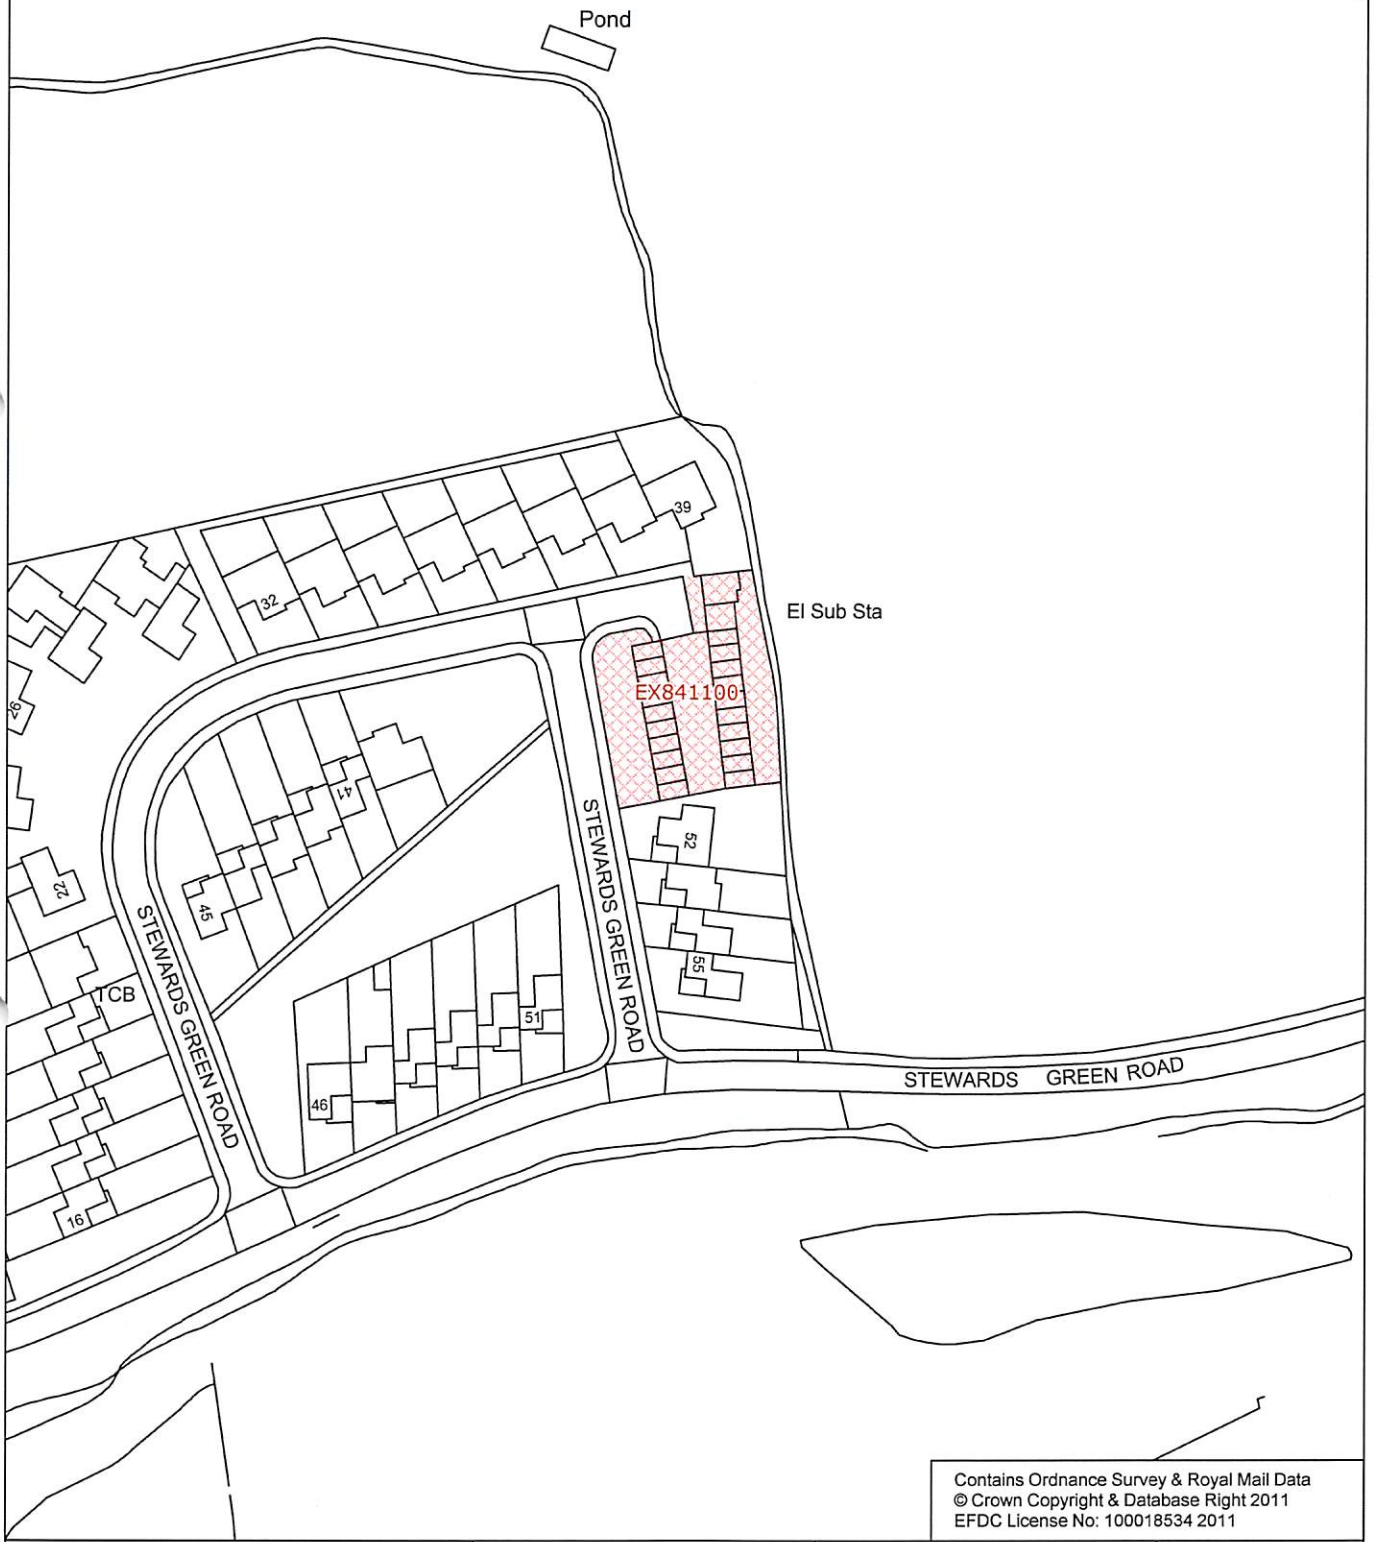 Pond
39
32
El Sub Sta
EX841100
26
41
STEWARDS GREEN ROAD
52
22
45
STEWARDS GREEN ROAD
55
TCB
51
46
STEWARDS GREEN ROAD
16
Contains Ordnance Survey & Royal Mail Data
© Crown Copyright & Database Right 2011
EFDC License No: 100018534 2011